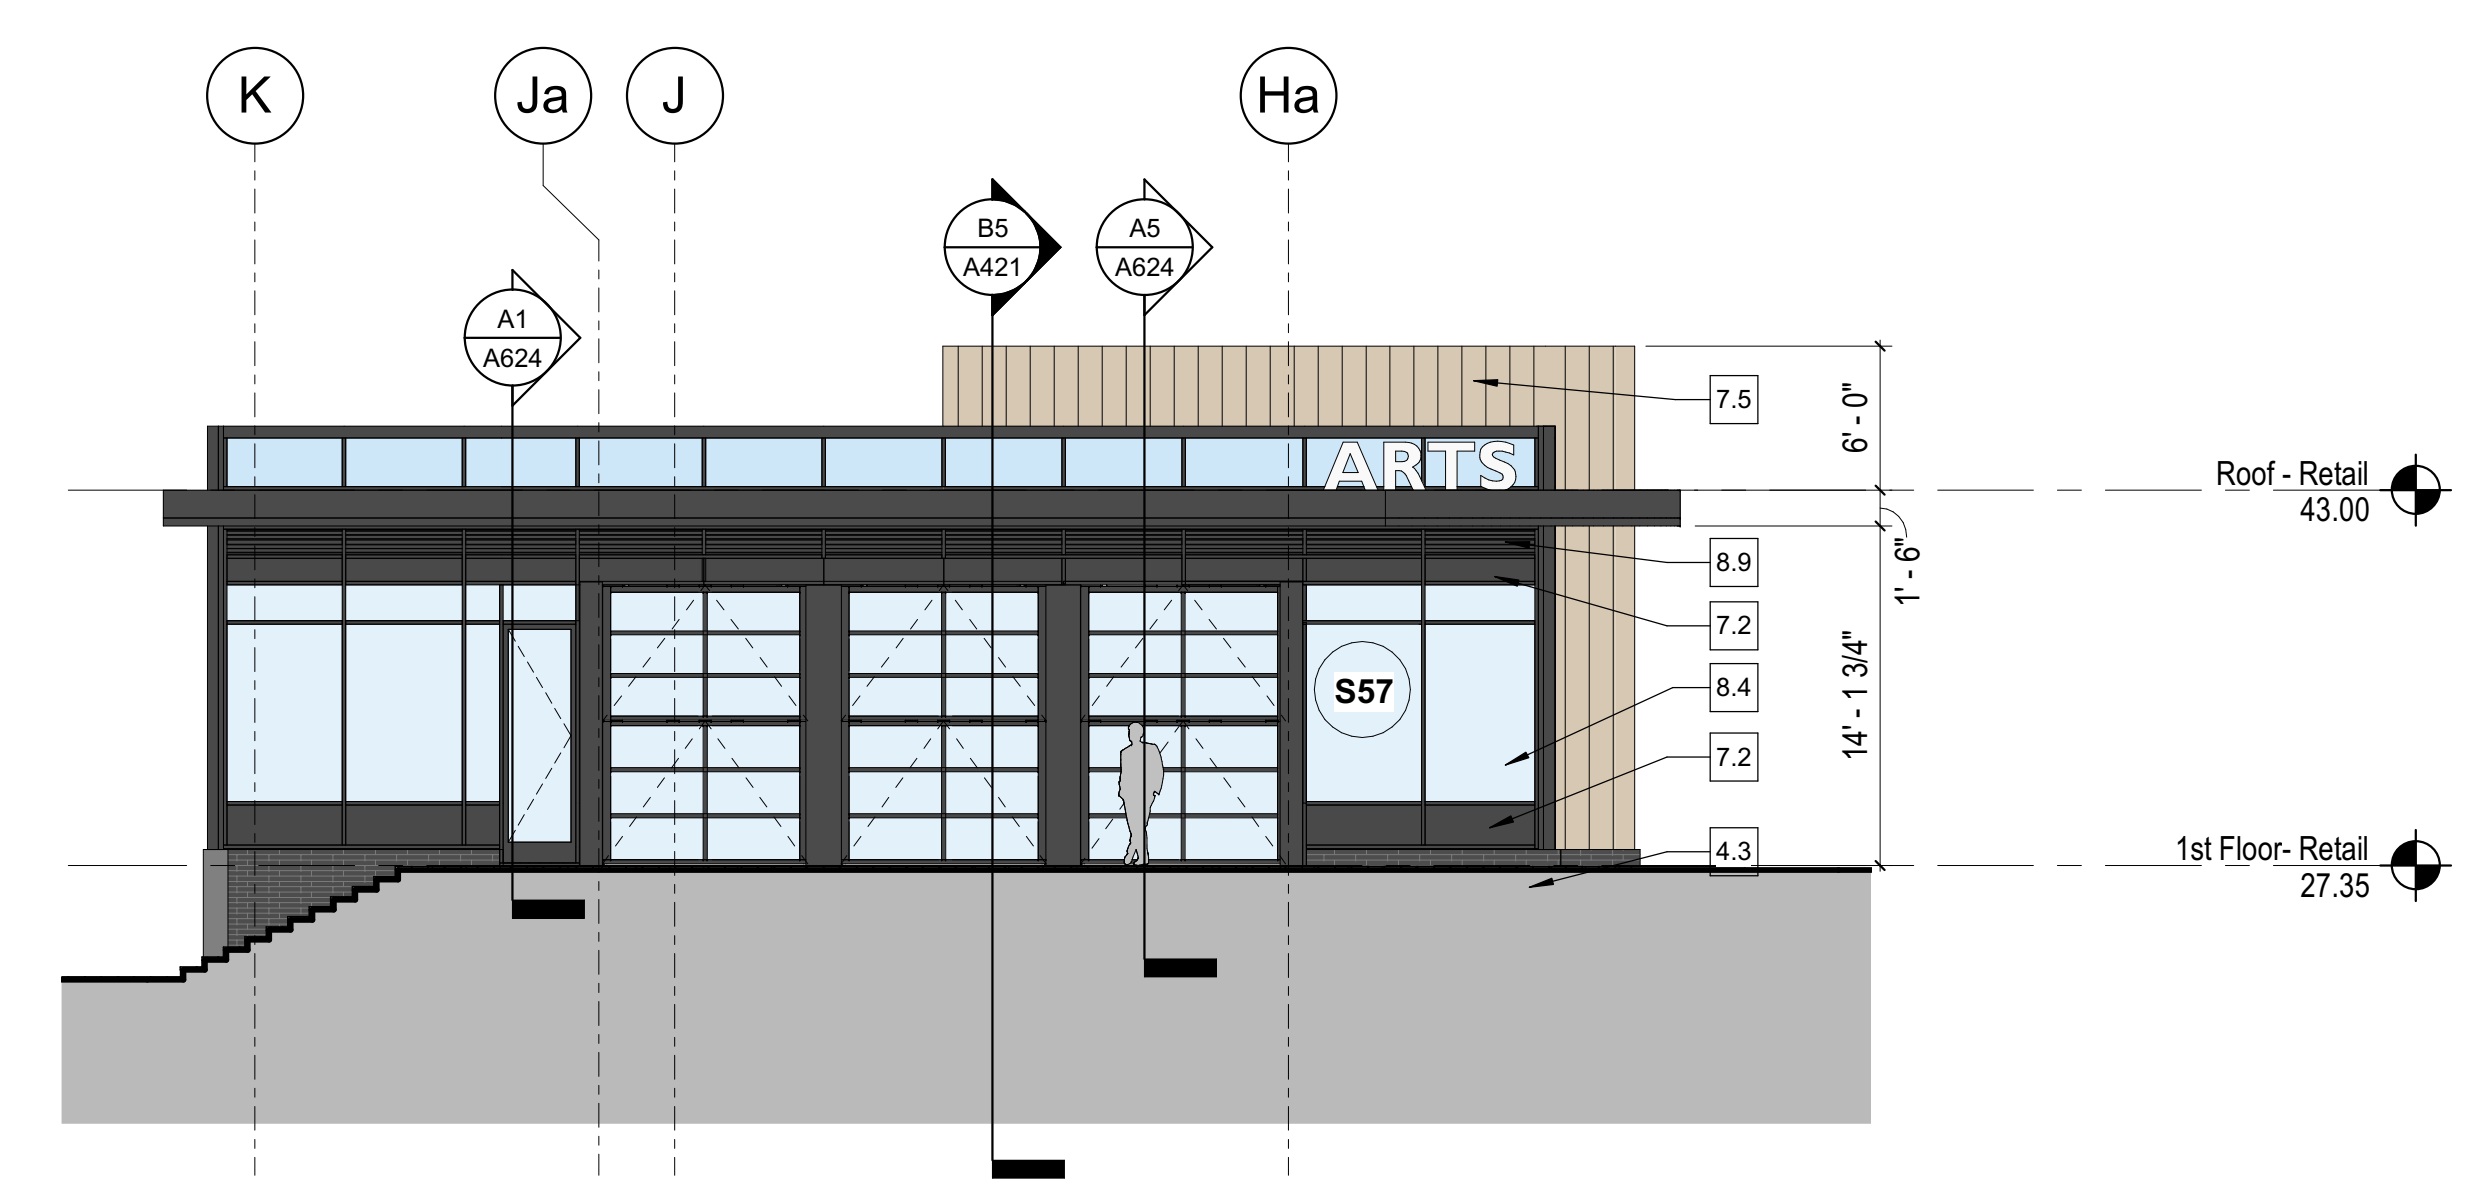 K
Ja
J
Ha
B5
A421
A5
A624
A1
A624
7.5
6' - 0"
ARTS
Roof - Retail
43.00
1' - 6"
8.9
7.2
8.4
S57
14' - 1 3/4"
7.2
4.3
1st Floor- Retail
27.35